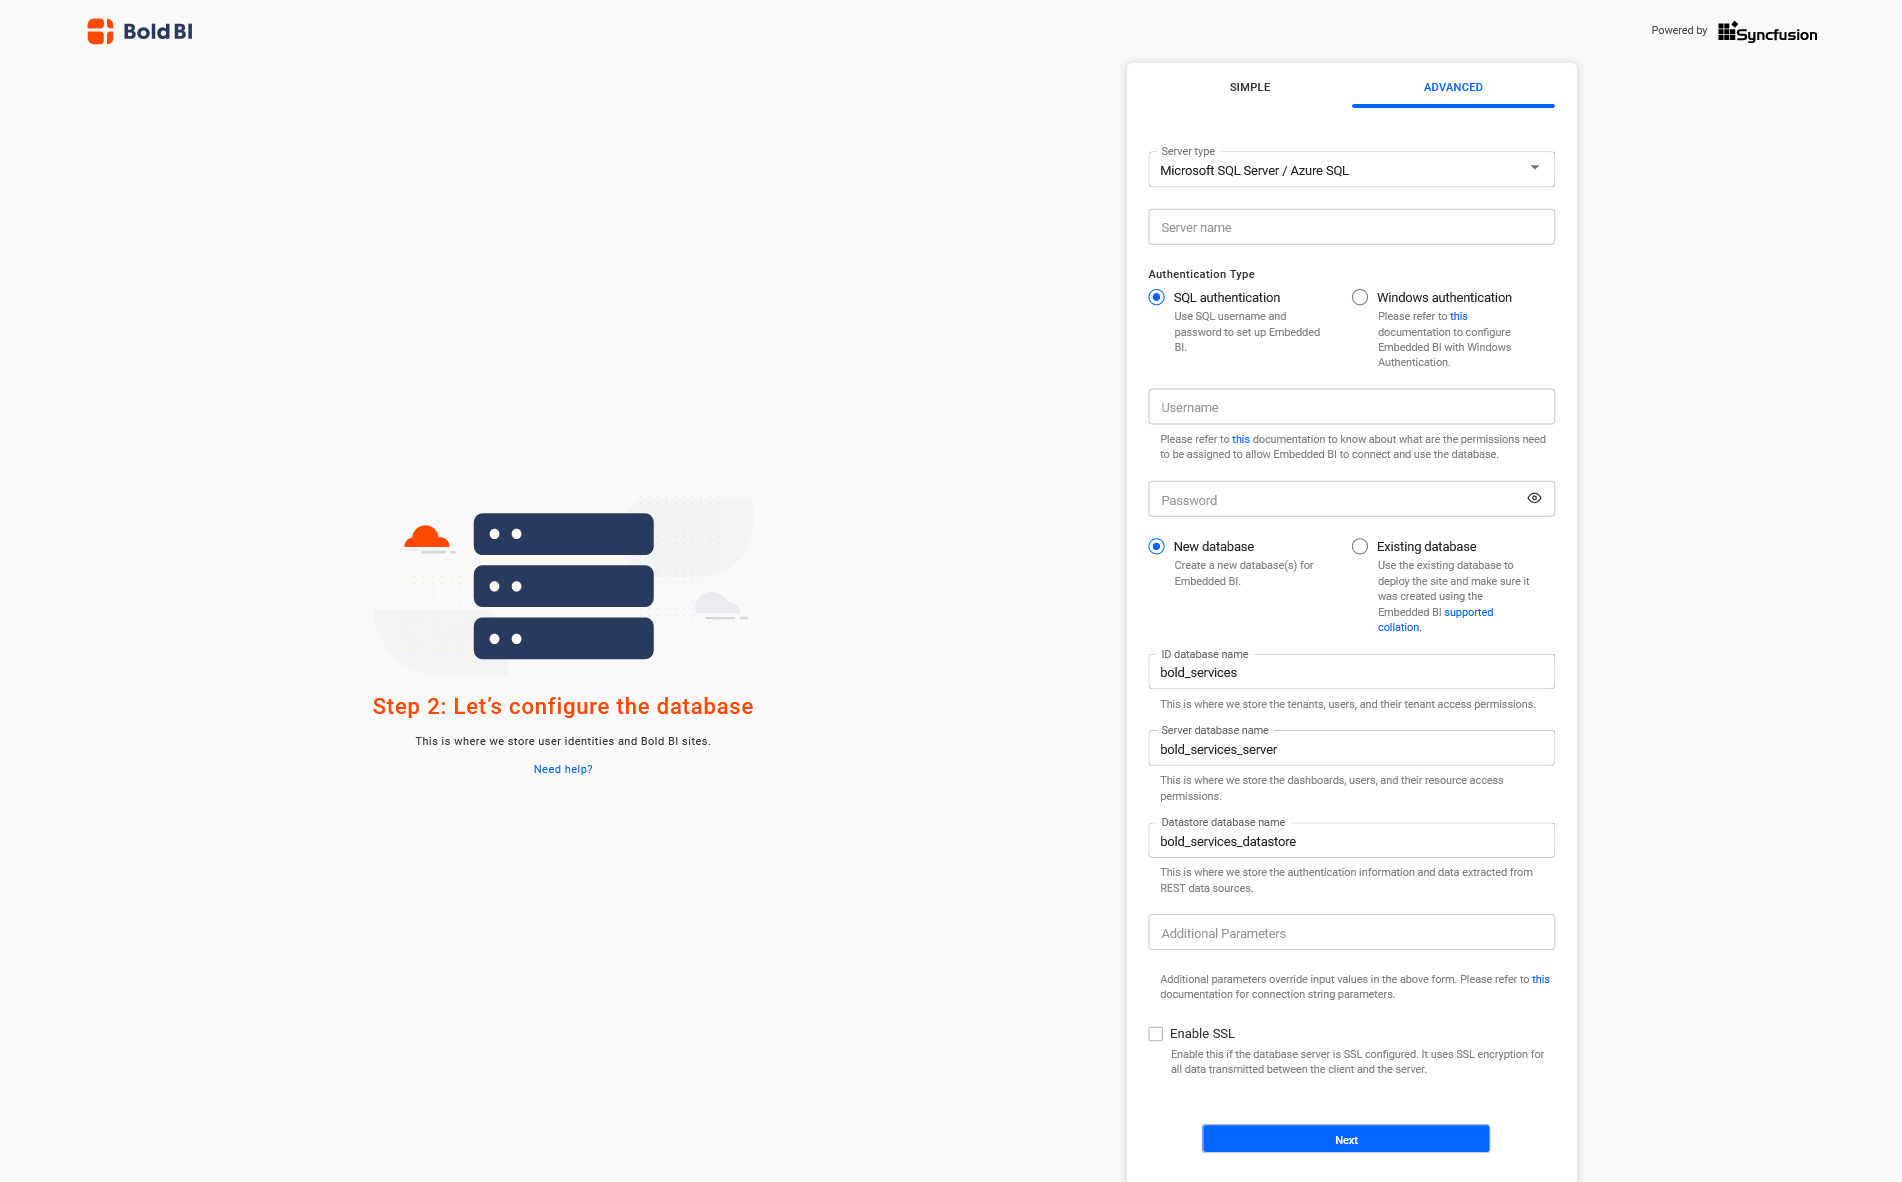 Bold BI
Powered by Syncfusion
SIMPLE
ADVANCED
Server type
Microsoft SQL Server / Azure SQL
Server name
Authentication Type
SQL authentication
Use SQL username and
password to set up Embedded
BI.
Windows authentication
Please refer to this
documentation to configure
Embedded BI with Windows
Authentication.
Username
Please refer to this documentation to know about what are the permissions need
to be assigned to allow Embedded BI to connect and use the database.
Password
New database
Create a new database(s) for
Embedded BI.
Existing database
Use the existing database to
deploy the site and make sure it
was created using the
Embedded BI supported
collation.
ID database name
bold_services
This is where we store the tenants, users, and their tenant access permissions.
Server database name
bold_services_server
This is where we store the dashboards, users, and their resource access
permissions.
Datastore database name
bold_services_datastore
This is where we store the authentication information and data extracted from
REST data sources.
Additional Parameters
Additional parameters override input values in the above form. Please refer to this
documentation for connection string parameters.
Enable SSL
Enable this if the database server is SSL configured. It uses SSL encryption for
all data transmitted between the client and the server.
Next
Step 2: Let’s configure the database
This is where we store user identities and Bold BI sites.
Need help?